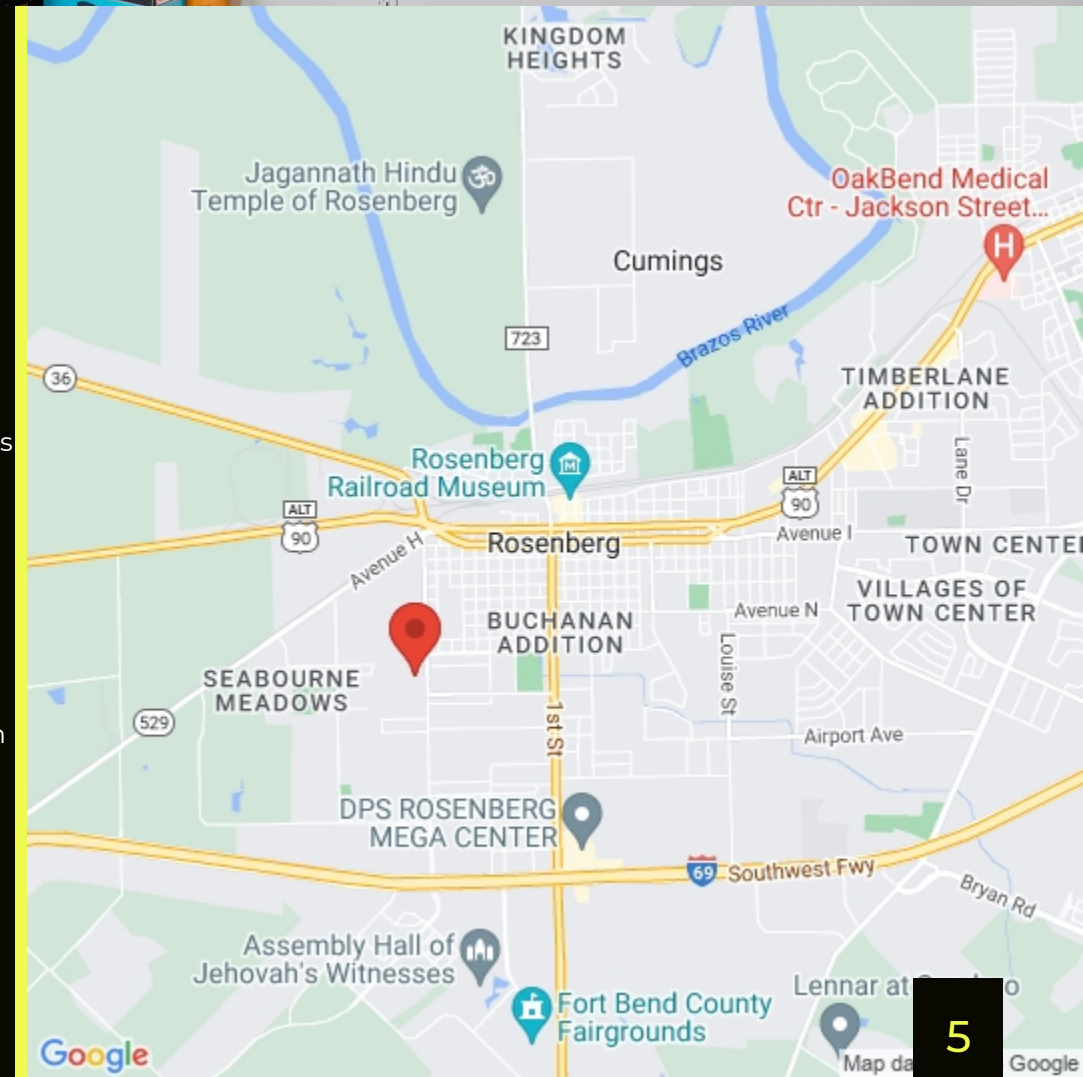 KINGDOM
HEIGHTS
Jagannath Hindu
Temple of Rosenberg
OakBend Medical
Ctr - Jackson Street...
Cumings
723
Brazos River
36
TIMBERLANE
ADDITION
s
Rosenberg
Railroad Museum
Lane Dr
ALT
90
ALT
90
Avenue H
Rosenberg
Avenue I
TOWN CENTE
VILLAGES OF
TOWN CENTER
Avenue N
BUCHANAN
ADDITION
Louise St
SEABOURNE
MEADOWS
529
1st St
Airport Ave
DPS ROSENBERG
MEGA CENTER
69
Southwest Fwy
Bryan Rd
Assembly Hall of
Jehovah's Witnesses
Lennar at
Fort Bend County
Fairgrounds
5
Google
Map da
Google